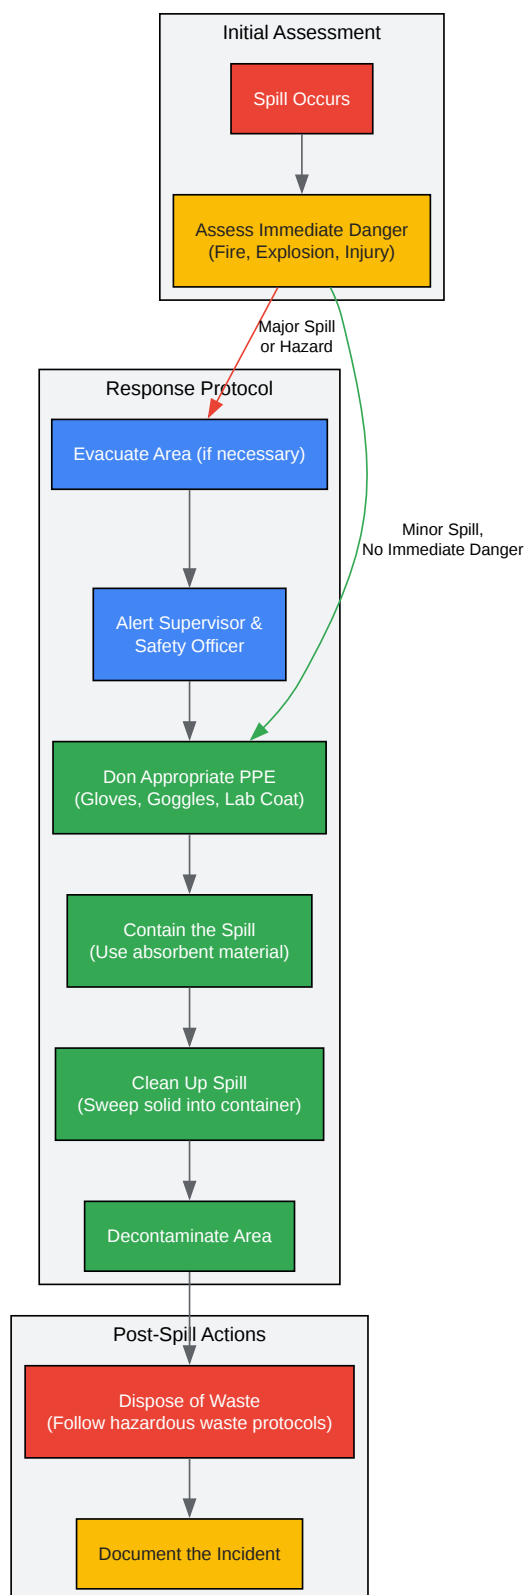 Initial Assessment
Spill Occurs
Assess Immediate Danger
(Fire, Explosion, Injury)
Major Spill
or Hazard
Response Protocol
Evacuate Area (if necessary)
Minor Spill,
No Immediate Danger
Alert Supervisor &
Safety Officer
Don Appropriate PPE
(Gloves, Goggles, Lab Coat)
Contain the Spill
(Use absorbent material)
Clean Up Spill
(Sweep solid into container)
Decontaminate Area
Post-Spill Actions
Dispose of Waste
(Follow hazardous waste protocols)
Document the Incident